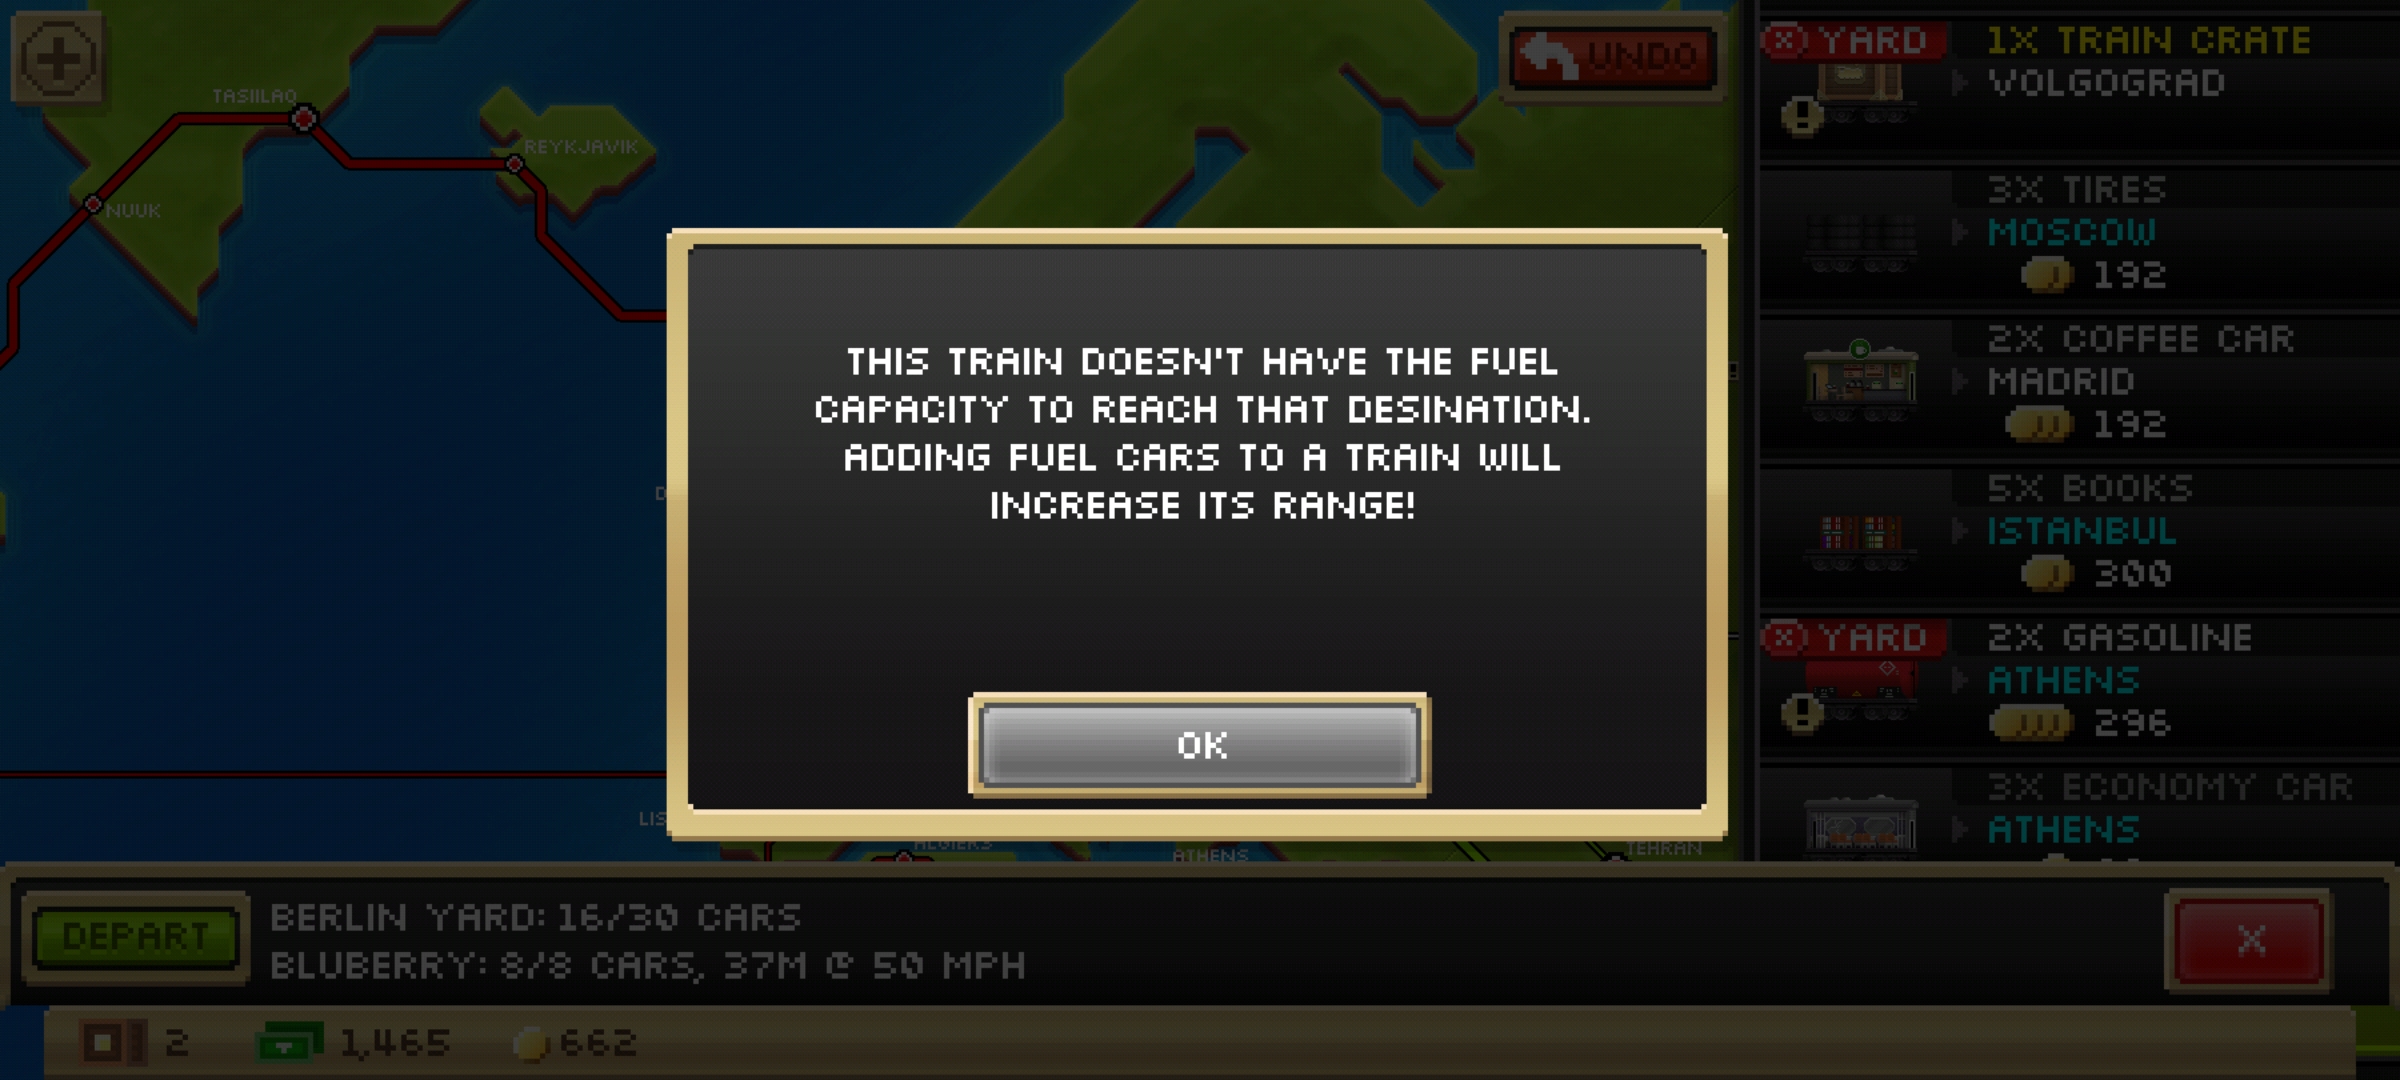 TASIILAQ
REYKJAVIK
NUUK
UNDO
YARD
1X TRAIN CRATE
VOLGOGRAD
3X TIRES
MOSCOW
192
2X COFFEE CAR
MADRID
192
5X BOOKS
ISTANBUL
300
YARD
2X GASOLINE
ATHENS
296
3X ECONOMY CAR
ATHENS
THIS TRAIN DOESN'T HAVE THE FUEL
CAPACITY TO REACH THAT DESINATION.
ADDING FUEL CARS TO A TRAIN WILL
INCREASE ITS RANGE!
OK
LIS
ALGIERS
ATHENS
TEHRAN
DEPART
BERLIN YARD: 16/30 CARS
BLUBERRY: 8/8 CARS, 37M @ 50 MPH
X
2
1,465
662